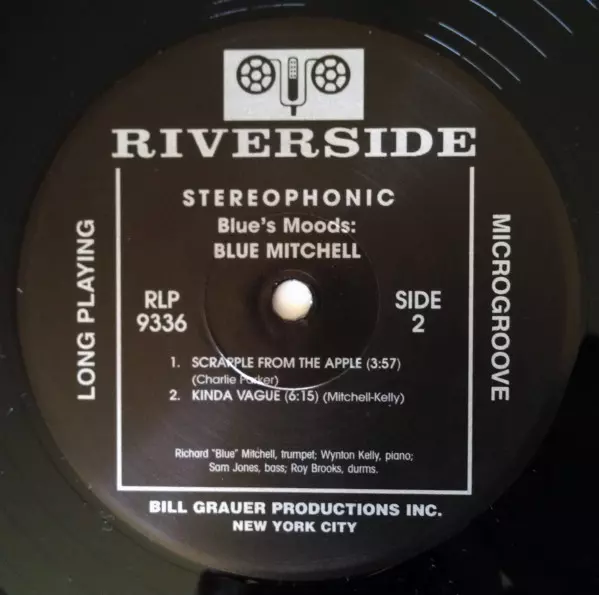 RIVERSIDE
STEREOPHONIC
Blue's Moods:
BLUE MITCHELL
LONG PLAYING
MICROGROOVE
RLP
9336
SIDE
2
1. SCRAPPLE FROM THE APPLE (3:57)
(Charlie Parker)
2. KINDA VAGUE (6:15) (Mitchell-Kelly)
Richard "Blue" Mitchell, trumpet; Wynton Kelly, piano;
Sam Jones, bass; Roy Brooks, durms.
BILL GRAUER PRODUCTIONS INC.
NEW YORK CITY